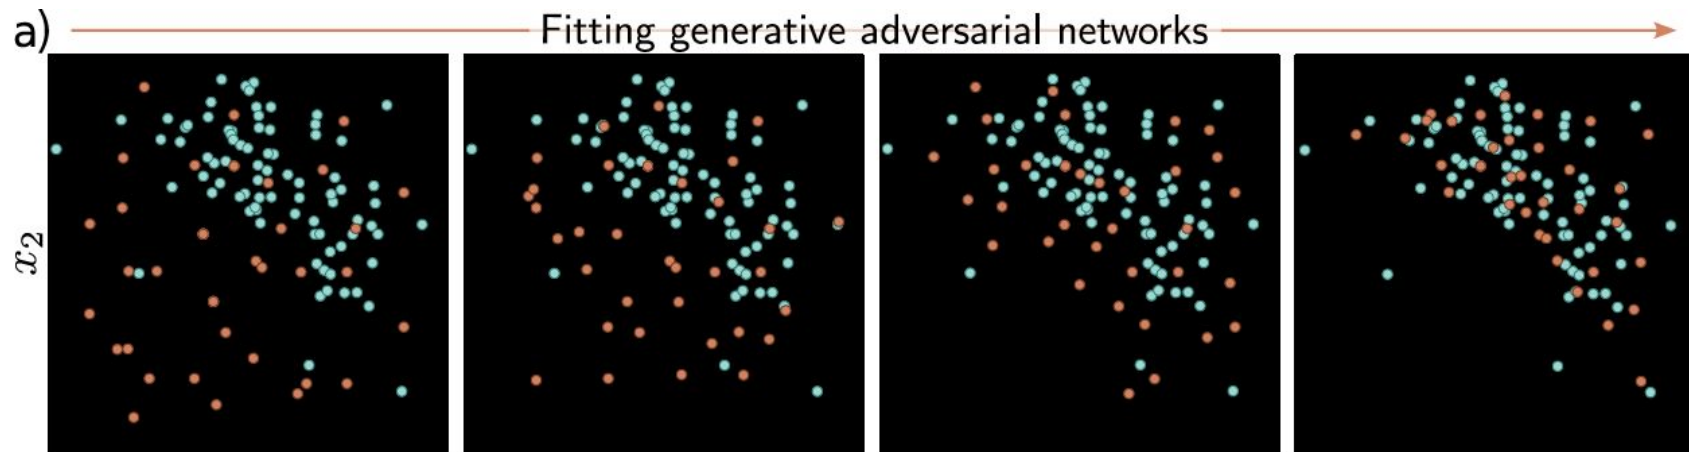 a) Fitting generative adversarial networks
x₂